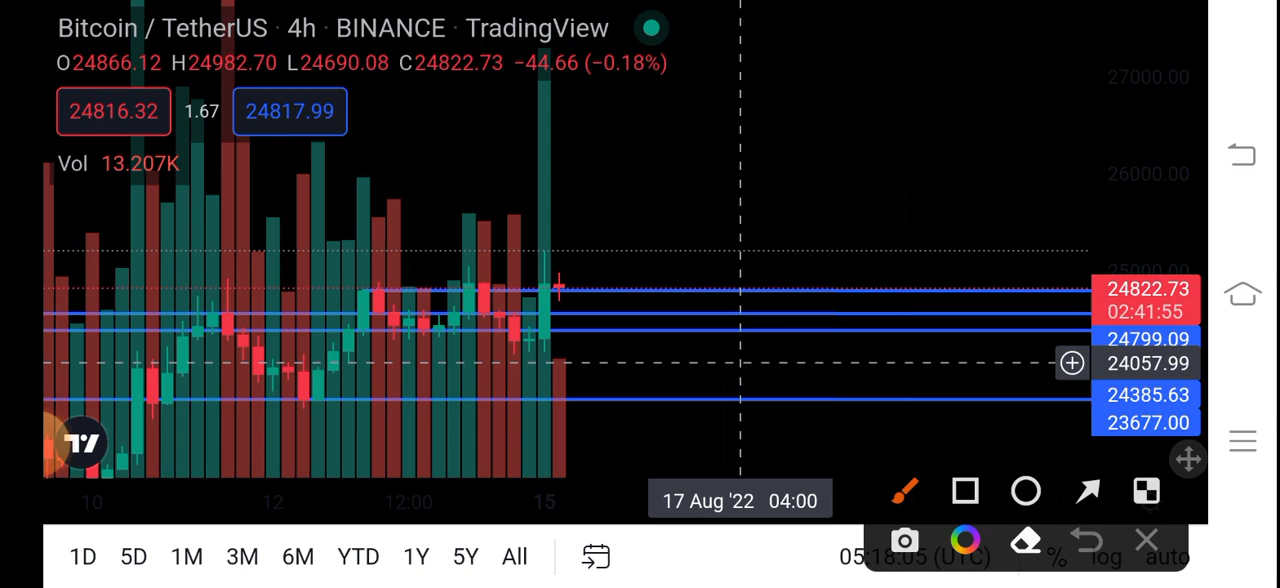 Bitcoin / TetherUS · 4h · BINANCE · TradingView
O24866.12 H24982.70 L24690.08 C24822.73 −44.66 (−0.18%)
24816.32 1.67 24817.99
Vol 13.207K
27000.00
26000.00
25000.00
24822.73
02:41:55
24799.09
24057.99
24385.63
23677.00
10 12 12:00 15
17 Aug '22 04:00
1D 5D 1M 3M 6M YTD 1Y 5Y All
05:18:05 (UTC) % log auto